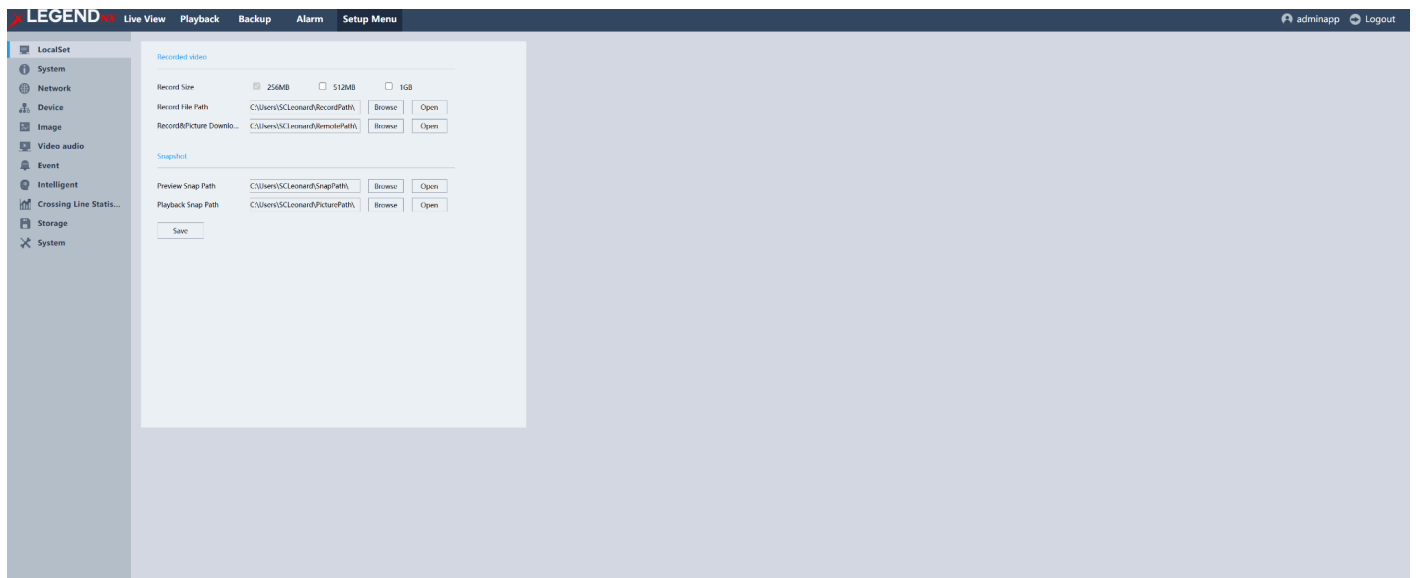 LEGEND Live View Playback Backup Alarm Setup Menu adminapp Logout
LocalSet
System
Network
Device
Image
Video audio
Event
Intelligent
Crossing Line Statis...
Storage
System
Recorded video
Record Size 256MB 512MB 1GB
Record File Path C:\Users\SCLeonard\RecordPath\ Browse Open
Record&Picture Downlo... C:\Users\SCLeonard\RemotePath\ Browse Open
Snapshot
Preview Snap Path C:\Users\SCLeonard\SnapPath\ Browse Open
Playback Snap Path C:\Users\SCLeonard\PicturePath\ Browse Open
Save